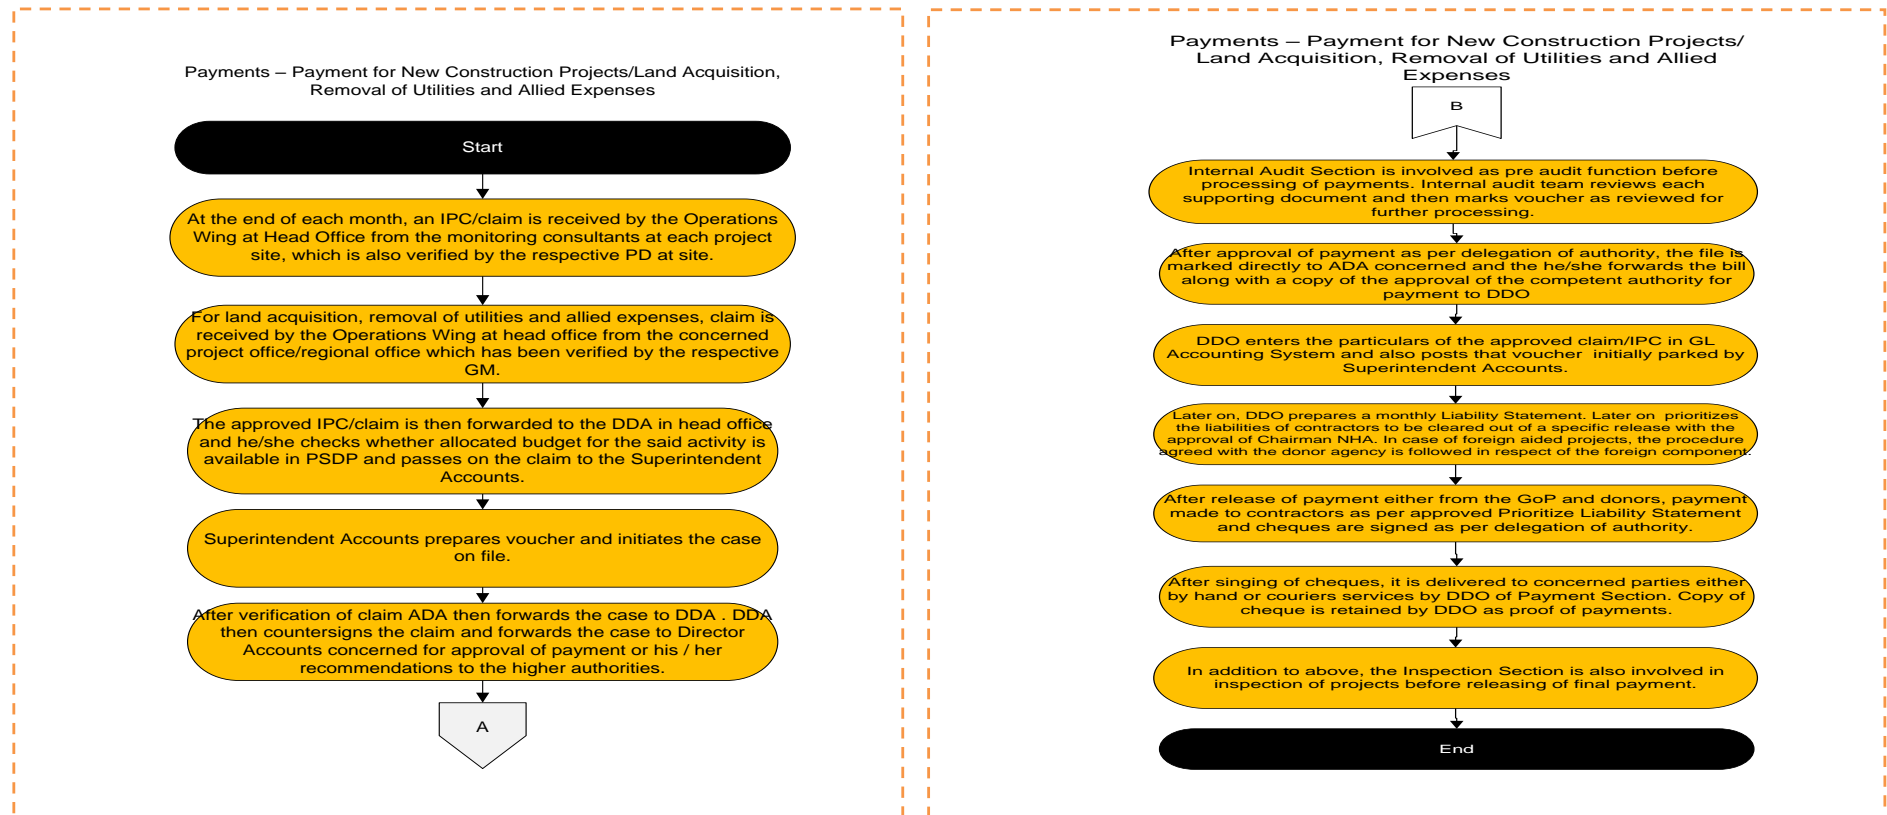 Payments – Payment for New Construction Projects/Land Acquisition,
Removal of Utilities and Allied Expenses
Start
At the end of each month, an IPC/claim is received by the Operations
Wing at Head Office from the monitoring consultants at each project
site, which is also verified by the respective PD at site.
For land acquisition, removal of utilities and allied expenses, claim is
received by the Operations Wing at head office from the concerned
project office/regional office which has been verified by the respective
GM.
The approved IPC/claim is then forwarded to the DDA in head office
and he/she checks whether allocated budget for the said activity is
available in PSDP and passes on the claim to the Superintendent
Accounts.
Superintendent Accounts prepares voucher and initiates the case
on file.
After verification of claim ADA then forwards the case to DDA . DDA
then countersigns the claim and forwards the case to Director
Accounts concerned for approval of payment or his / her
recommendations to the higher authorities.
A
Payments – Payment for New Construction Projects/
Land Acquisition, Removal of Utilities and Allied
Expenses
B
Internal Audit Section is involved as pre audit function before
processing of payments. Internal audit team reviews each
supporting document and then marks voucher as reviewed for
further processing.
After approval of payment as per delegation of authority, the file is
marked directly to ADA concerned and the he/she forwards the bill
along with a copy of the approval of the competent authority for
payment to DDO
DDO enters the particulars of the approved claim/IPC in GL
Accounting System and also posts that voucher  initially parked by
Superintendent Accounts.
Later on, DDO prepares a monthly Liability Statement. Later on  prioritizes
the liabilities of contractors to be cleared out of a specific release with the
approval of Chairman NHA. In case of foreign aided projects, the procedure
agreed with the donor agency is followed in respect of the foreign component.
After release of payment either from the GoP and donors, payment
made to contractors as per approved Prioritize Liability Statement
and cheques are signed as per delegation of authority.
After singing of cheques, it is delivered to concerned parties either
by hand or couriers services by DDO of Payment Section. Copy of
cheque is retained by DDO as proof of payments.
In addition to above, the Inspection Section is also involved in
inspection of projects before releasing of final payment.
End